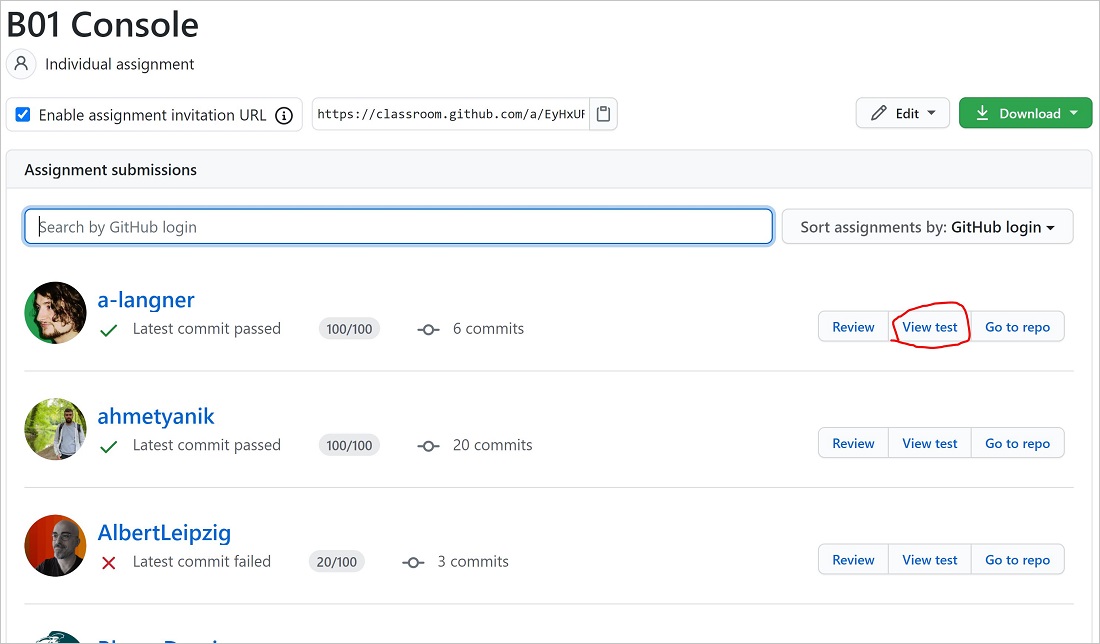 B01 Console
Individual assignment
Enable assignment invitation URL
https://classroom.github.com/a/EyHxUF
Edit
Download
Assignment submissions
Search by GitHub login
Sort assignments by: GitHub login
a-langner
Latest commit passed 100/100 6 commits
Review View test Go to repo
ahmetyanik
Latest commit passed 100/100 20 commits
Review View test Go to repo
AlbertLeipzig
Latest commit failed 20/100 3 commits
Review View test Go to repo